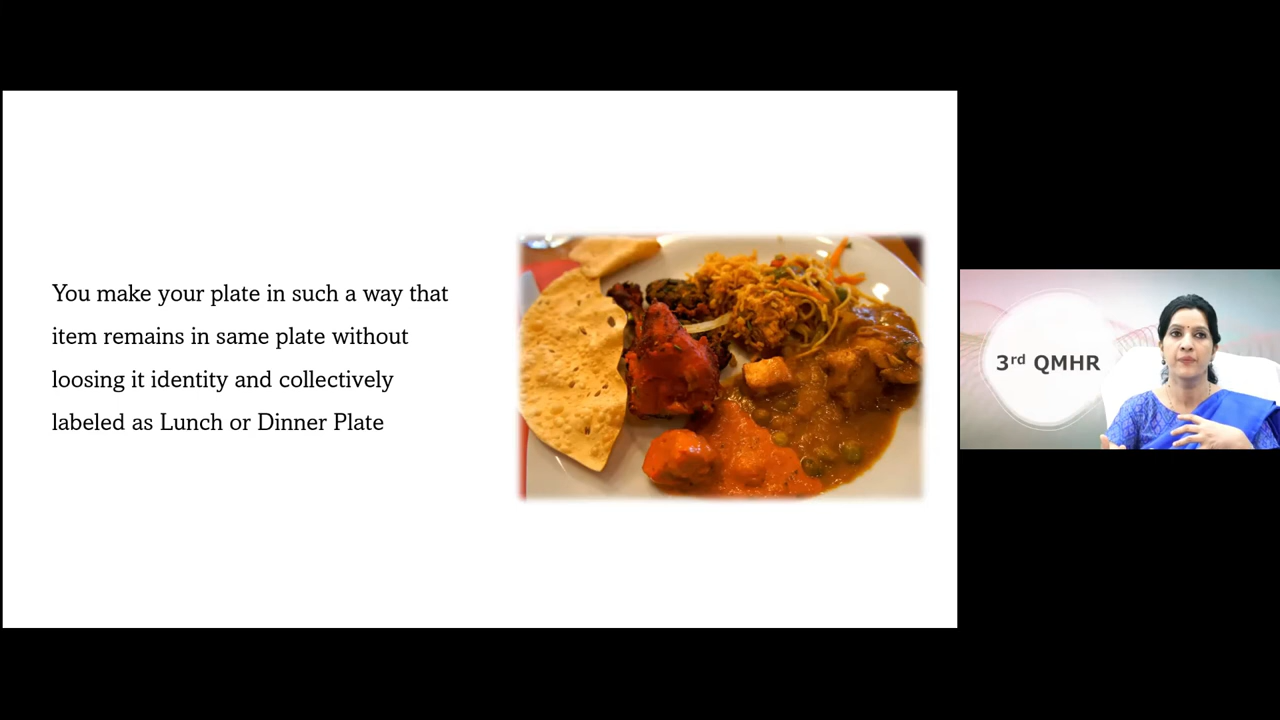 You make your plate in such a way that
item remains in same plate without
loosing it identity and collectively
labeled as Lunch or Dinner Plate
3rd QMHR